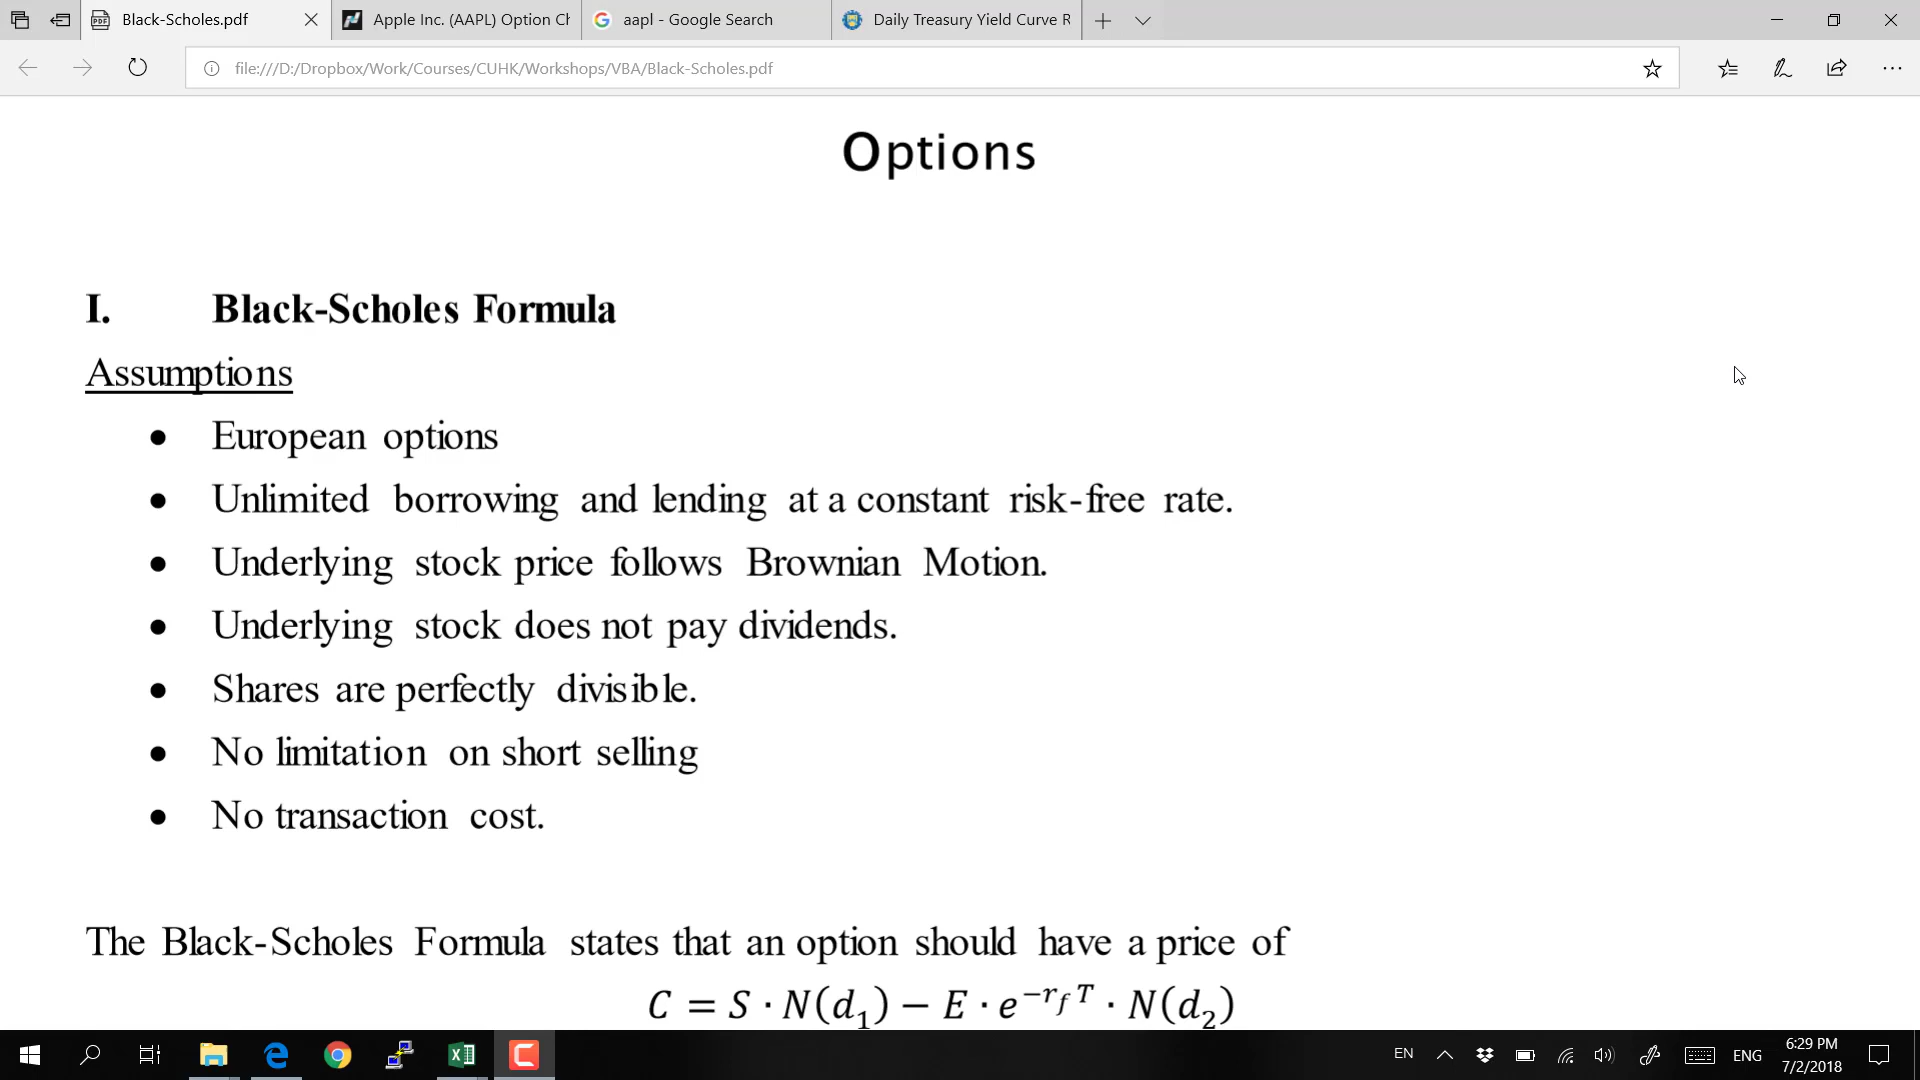 Black-Scholes.pdf
Apple Inc. (AAPL) Option Ch
aapl - Google Search
Daily Treasury Yield Curve R
file:///D:/Dropbox/Work/Courses/CUHK/Workshops/VBA/Black-Scholes.pdf
Options
I. Black-Scholes Formula
Assumptions
• European options
• Unlimited borrowing and lending at a constant risk-free rate.
• Underlying stock price follows Brownian Motion.
• Underlying stock does not pay dividends.
• Shares are perfectly divisible.
• No limitation on short selling
• No transaction cost.
The Black-Scholes Formula states that an option should have a price of
C = S · N(d₁) − E · e^{−r_f T} · N(d₂)
EN
ENG
6:29 PM
7/2/2018